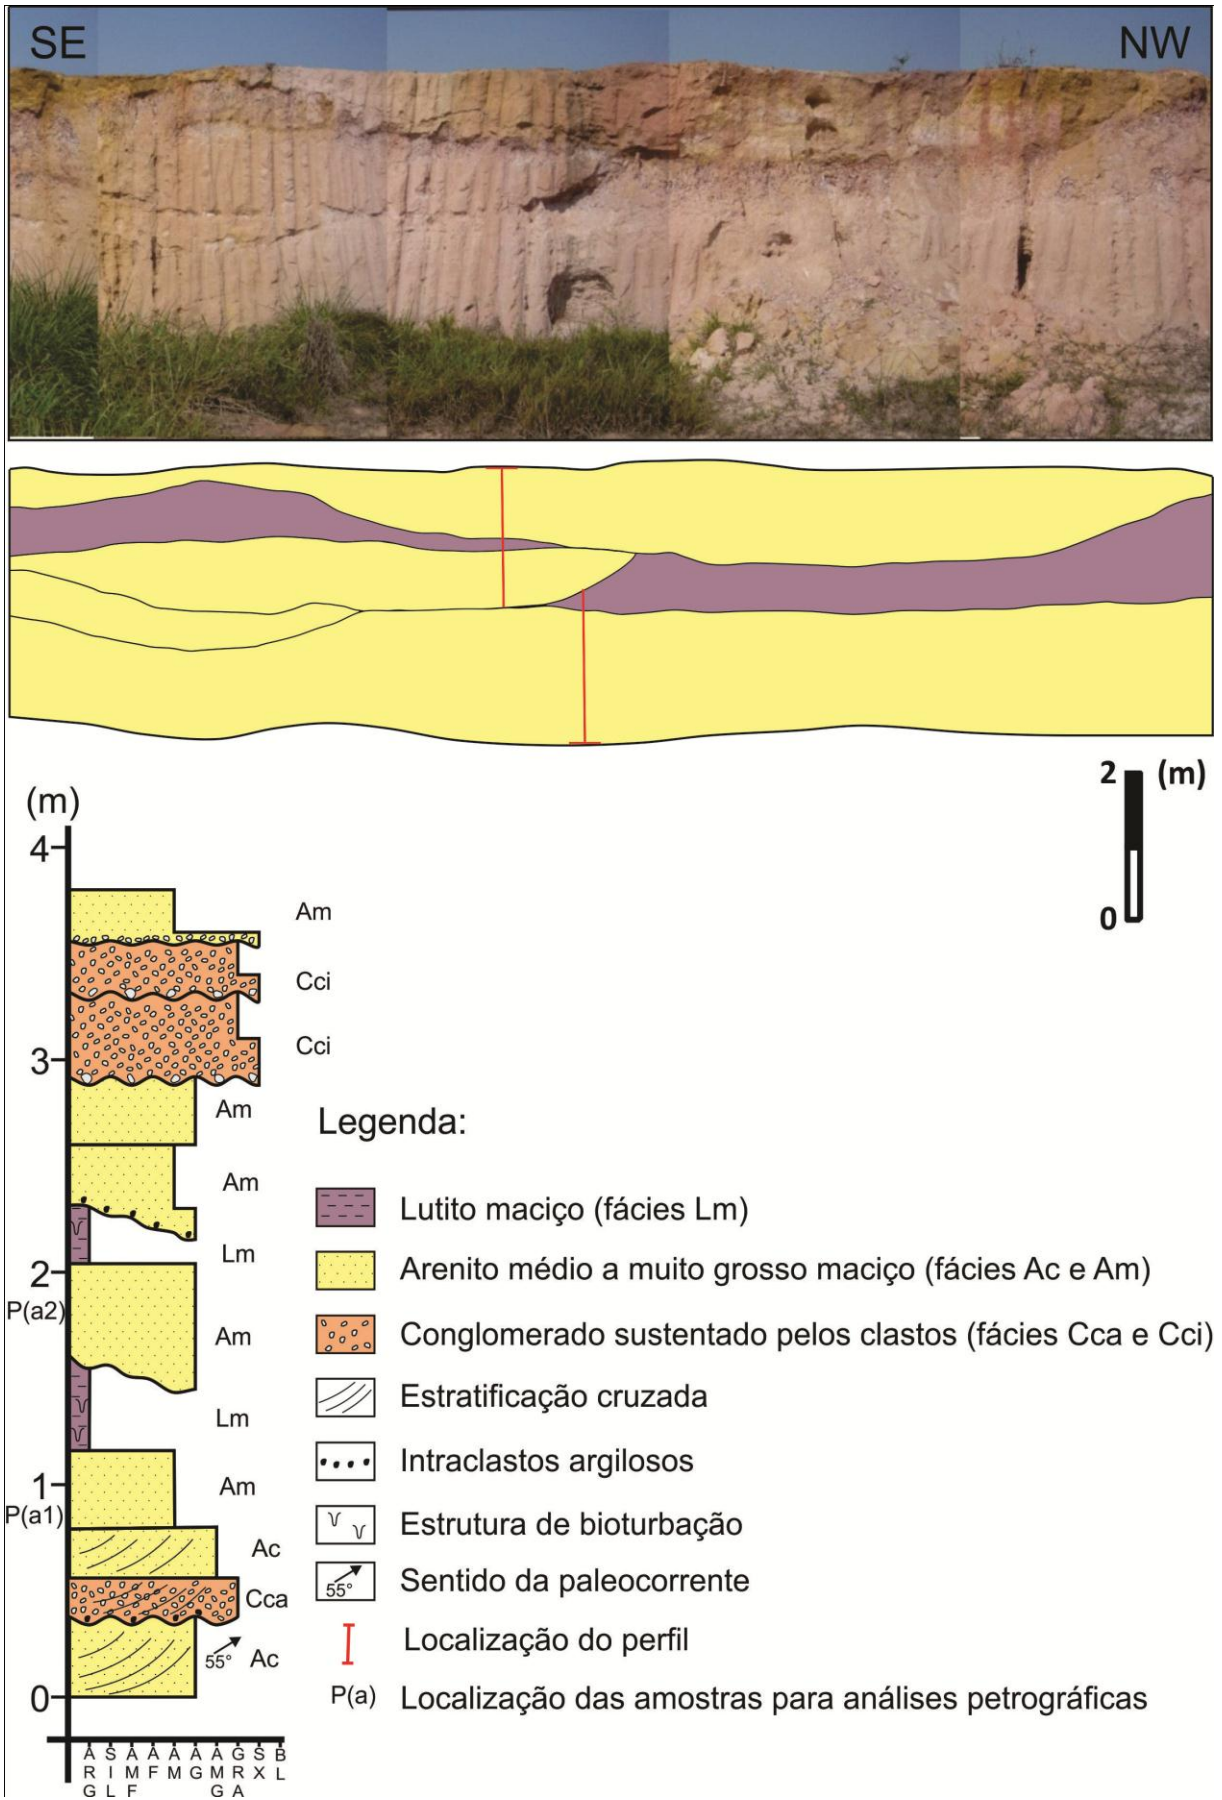 SE
NW
2 (m)
0
(m)
4
Am
Cci
Cci
3
Am
Am
Lm
2
P(a2)
Am
Lm
Am
1
P(a1)
Ac
Cca
55°
Ac
0
ARG
SIL
AMF
AF
AM
AG
AMG
GRA
SX
BL
Legenda:
Lutito maciço (fácies Lm)
Arenito médio a muito grosso maciço (fácies Ac e Am)
Conglomerado sustentado pelos clastos (fácies Cca e Cci)
Estratificação cruzada
Intraclastos argilosos
Estrutura de bioturbação
55°
Sentido da paleocorrente
Localização do perfil
P(a) Localização das amostras para análises petrográficas